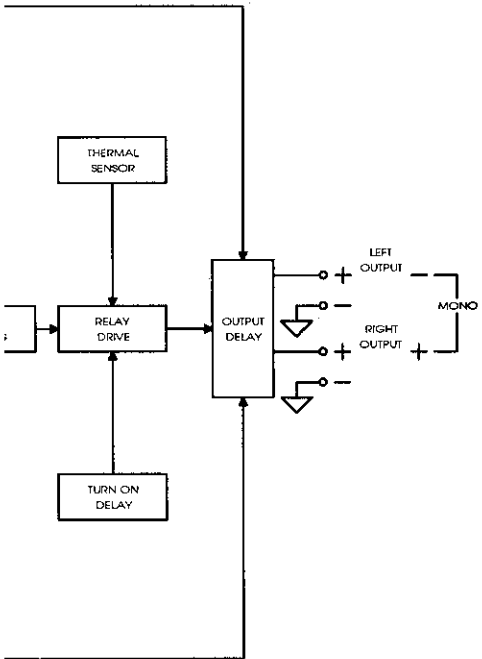 THERMAL
SENSOR
LEFT
+ OUTPUT —
—
MONO
RELAY
DRIVE
OUTPUT
DELAY
RIGHT
+ OUTPUT +
—
TURN ON
DELAY